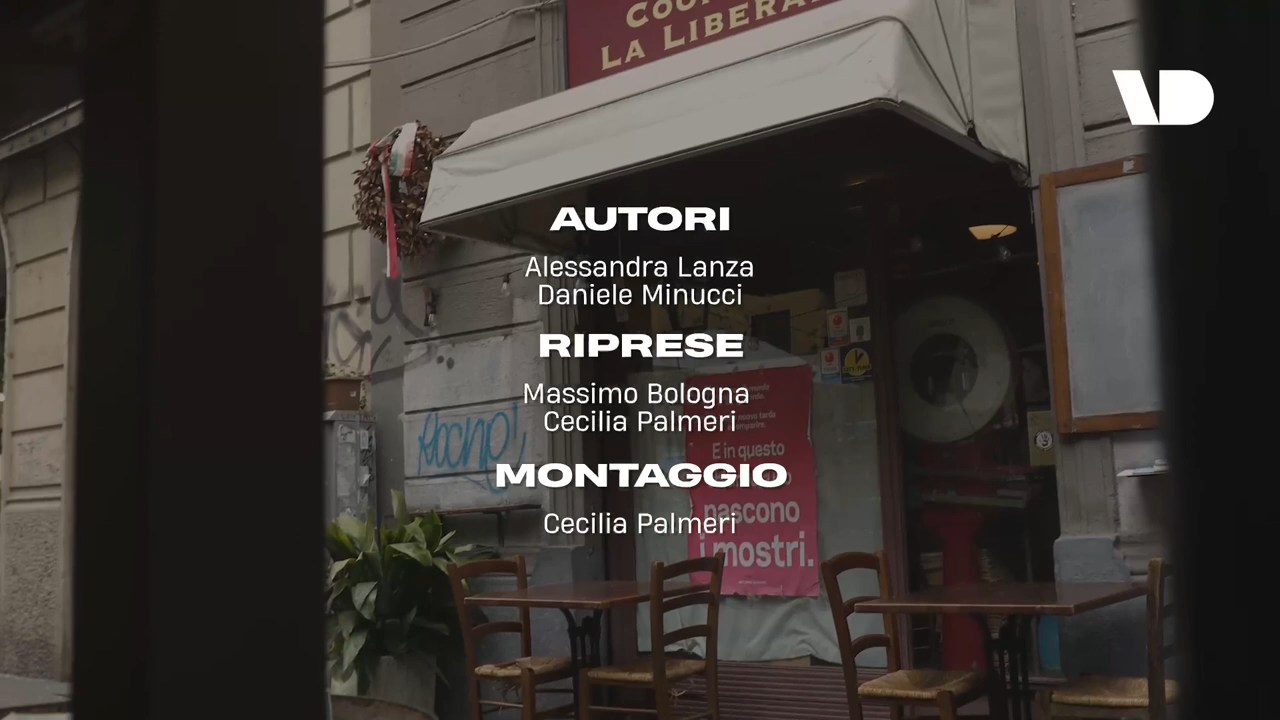 LA LIBERA
VD
AUTORI
Alessandra Lanza
Daniele Minucci
RIPRESE
Massimo Bologna
Cecilia Palmeri
MONTAGGIO
Cecilia Palmeri
E in questo
nascono
i mostri.